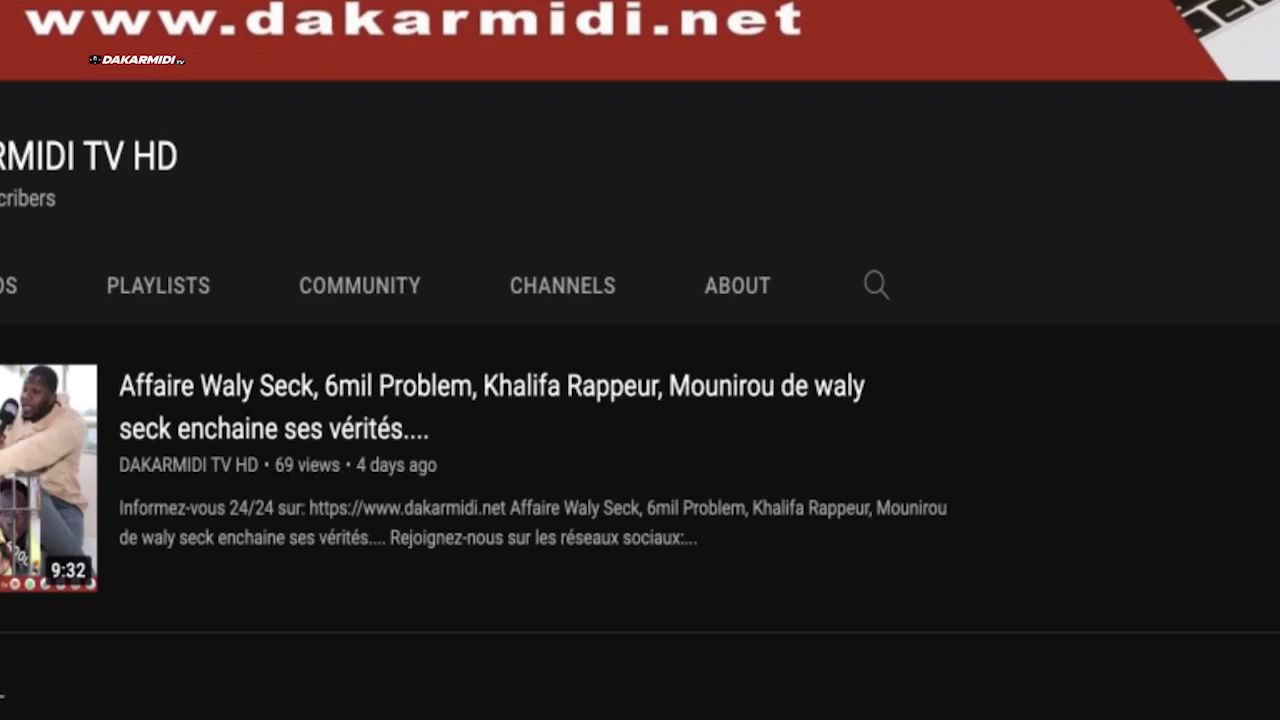 www.dakarmidi.net
DAKARMIDI TV
RMIDI TV HD
cribers
OS
PLAYLISTS
COMMUNITY
CHANNELS
ABOUT
Affaire Waly Seck, 6mil Problem, Khalifa Rappeur, Mounirou de waly
seck enchaine ses vérités....
DAKARMIDI TV HD • 69 views • 4 days ago
Informez-vous 24/24 sur: https://www.dakarmidi.net Affaire Waly Seck, 6mil Problem, Khalifa Rappeur, Mounirou
de waly seck enchaine ses vérités.... Rejoignez-nous sur les réseaux sociaux:...
9:32